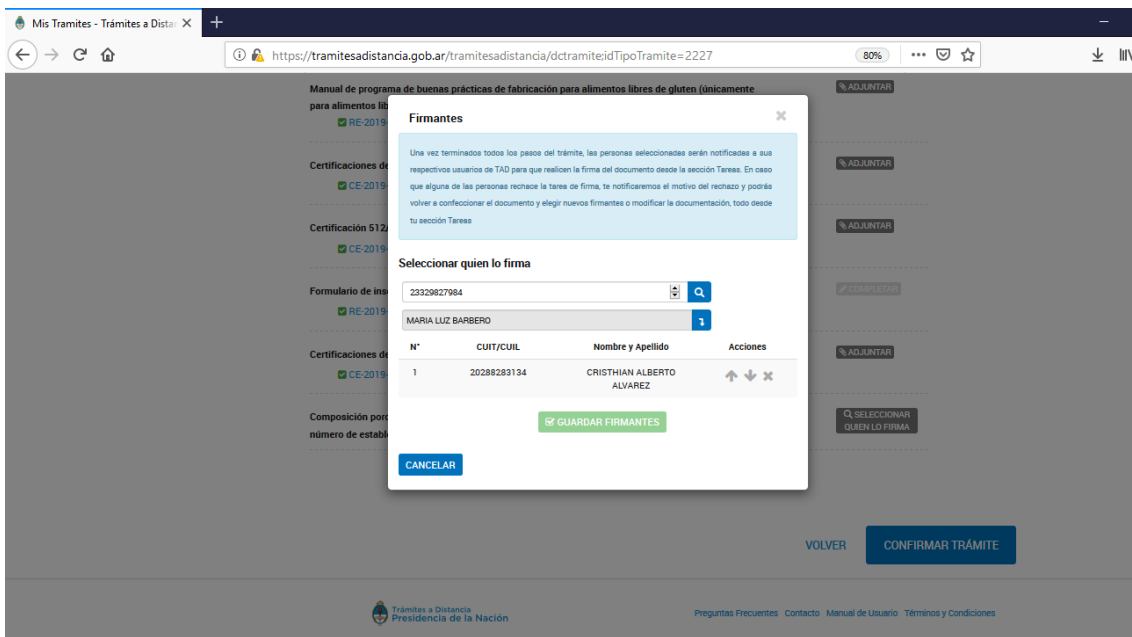 Mis Tramites - Trámites a Dista
https://tramitesadistancia.gob.ar/tramitesadistancia/dctramite;idTipoTramite=2227
80%
Manual de programa de buenas prácticas de fabricación para alimentos libres de gluten (únicamente
para alimentos lib
ADJUNTAR
RE-2019-
Certificaciones de
ADJUNTAR
CE-2019-
Certificación 512/
ADJUNTAR
CE-2019-
Formulario de ins
COMPLETAR
RE-2019-
Certificaciones de
ADJUNTAR
CE-2019-
Composición porc
número de establ
SELECCIONAR
QUIEN LO FIRMA
Firmantes
Una vez terminados todos los pasos del trámite, las personas seleccionadas serán notificadas a sus
respectivos usuarios de TAD para que realicen la firma del documento desde la sección Tareas. En caso
que alguna de las personas rechace la tarea de firma, te notificaremos el motivo del rechazo y podrás
volver a confeccionar el documento y elegir nuevos firmantes o modificar la documentación, todo desde
tu sección Tareas
Seleccionar quien lo firma
23329827984
MARIA LUZ BARBERO
N° CUIT/CUIL Nombre y Apellido Acciones
1 20288283134 CRISTHIAN ALBERTO
ALVAREZ
GUARDAR FIRMANTES
CANCELAR
VOLVER CONFIRMAR TRÁMITE
Trámites a Distancia
Presidencia de la Nación
Preguntas Frecuentes Contacto Manual de Usuario Términos y Condiciones